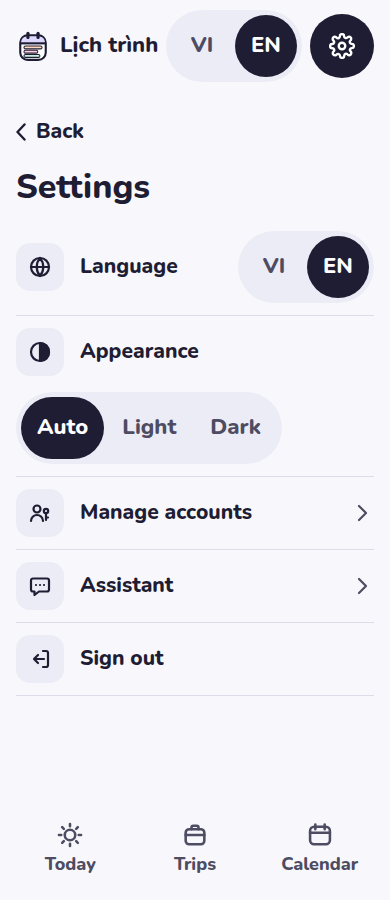 Lịch trình VI EN
Back
Settings
Language VI EN
Appearance
Auto Light Dark
Manage accounts
Assistant
Sign out
Today Trips Calendar